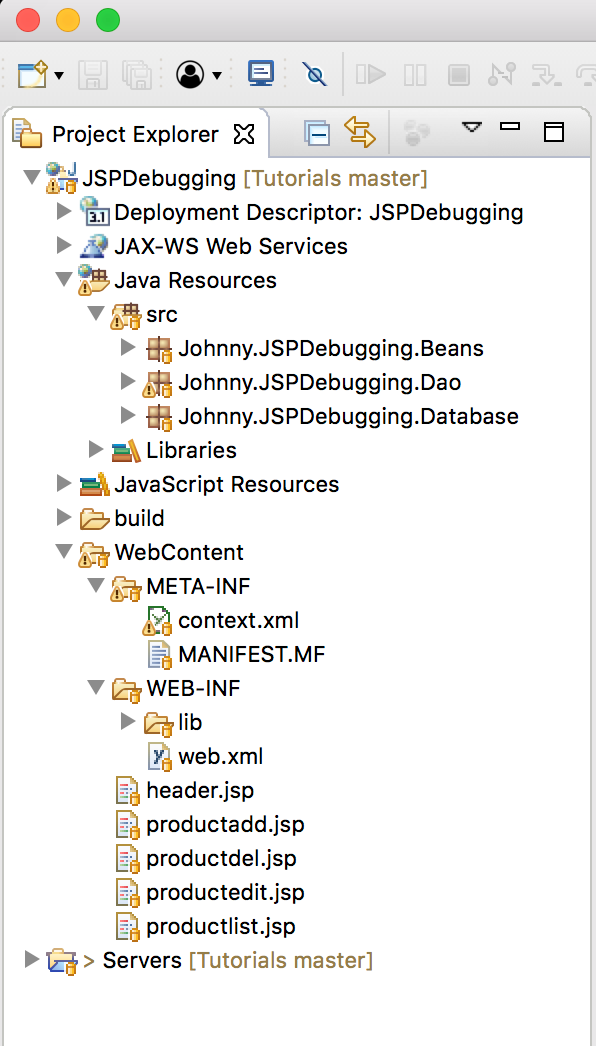 Project Explorer
JSPDebugging [Tutorials master]
3.1 Deployment Descriptor: JSPDebugging
JAX-WS Web Services
Java Resources
src
Johnny.JSPDebugging.Beans
Johnny.JSPDebugging.Dao
Johnny.JSPDebugging.Database
Libraries
JavaScript Resources
build
WebContent
META-INF
context.xml
MANIFEST.MF
WEB-INF
lib
web.xml
header.jsp
productadd.jsp
productdel.jsp
productedit.jsp
productlist.jsp
> Servers [Tutorials master]